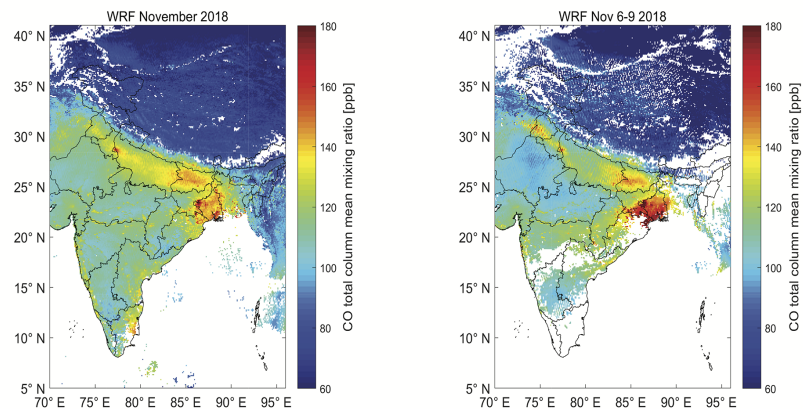 WRF November 2018
40° N
35° N
30° N
25° N
20° N
15° N
10° N
5° N
70° E 75° E 80° E 85° E 90° E 95° E
180
160
140
120
100
80
60
CO total column mean mixing ratio [ppb]
WRF Nov 6-9 2018
40° N
35° N
30° N
25° N
20° N
15° N
10° N
5° N
70° E 75° E 80° E 85° E 90° E 95° E
180
160
140
120
100
80
60
CO total column mean mixing ratio [ppb]